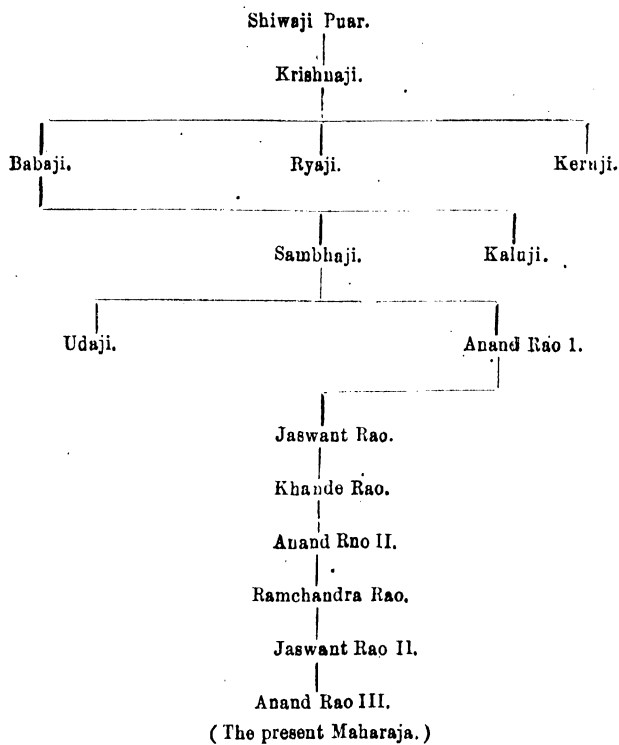 Shiwaji Puar.
Krishnaji.
Babaji. Ryaji. Keruji.
Sambhaji. Kaluji.
Udaji. Anand Rao I.
Jaswant Rao.
Khande Rao.
Anand Rao II.
Ramchandra Rao.
Jaswant Rao II.
Anand Rao III.
( The present Maharaja. )